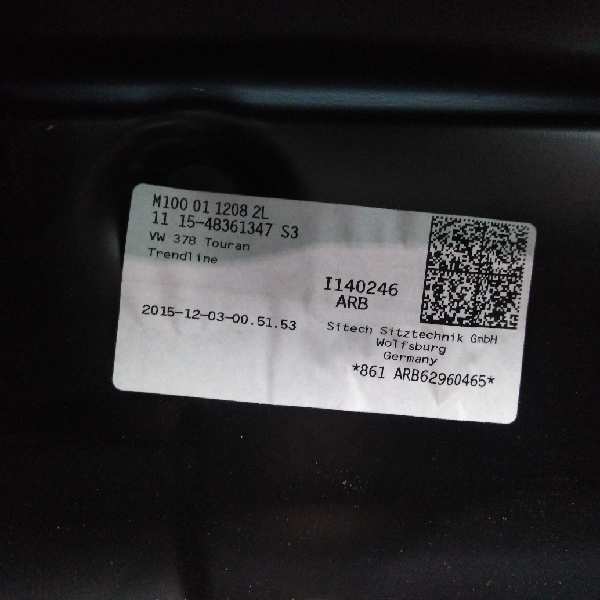 M100 01 1208 2L
11 15-48361347 S3
VW 378 Touran
Trendline
I140246
ARB
2015-12-03-00.51.53
Sitech Sitztechnik GmbH
Wolfsburg
Germany
*861 ARB62960465*